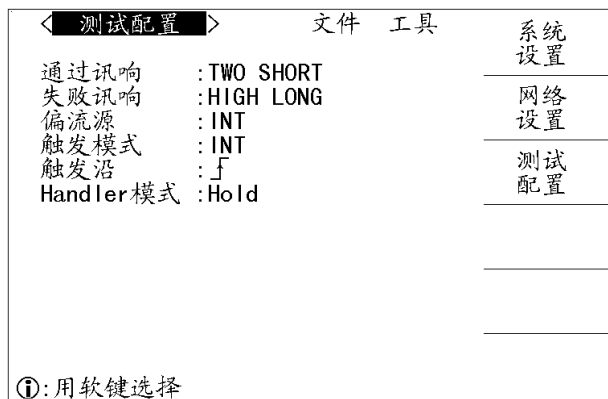 <测试配置> 文件 工具
通过讯响 :TWO SHORT
失败讯响 :HIGH LONG
偏流源 :INT
触发模式 :INT
触发沿 :
Handler模式 :Hold
系统
设置
网络
设置
测试
配置
ⓘ:用软键选择